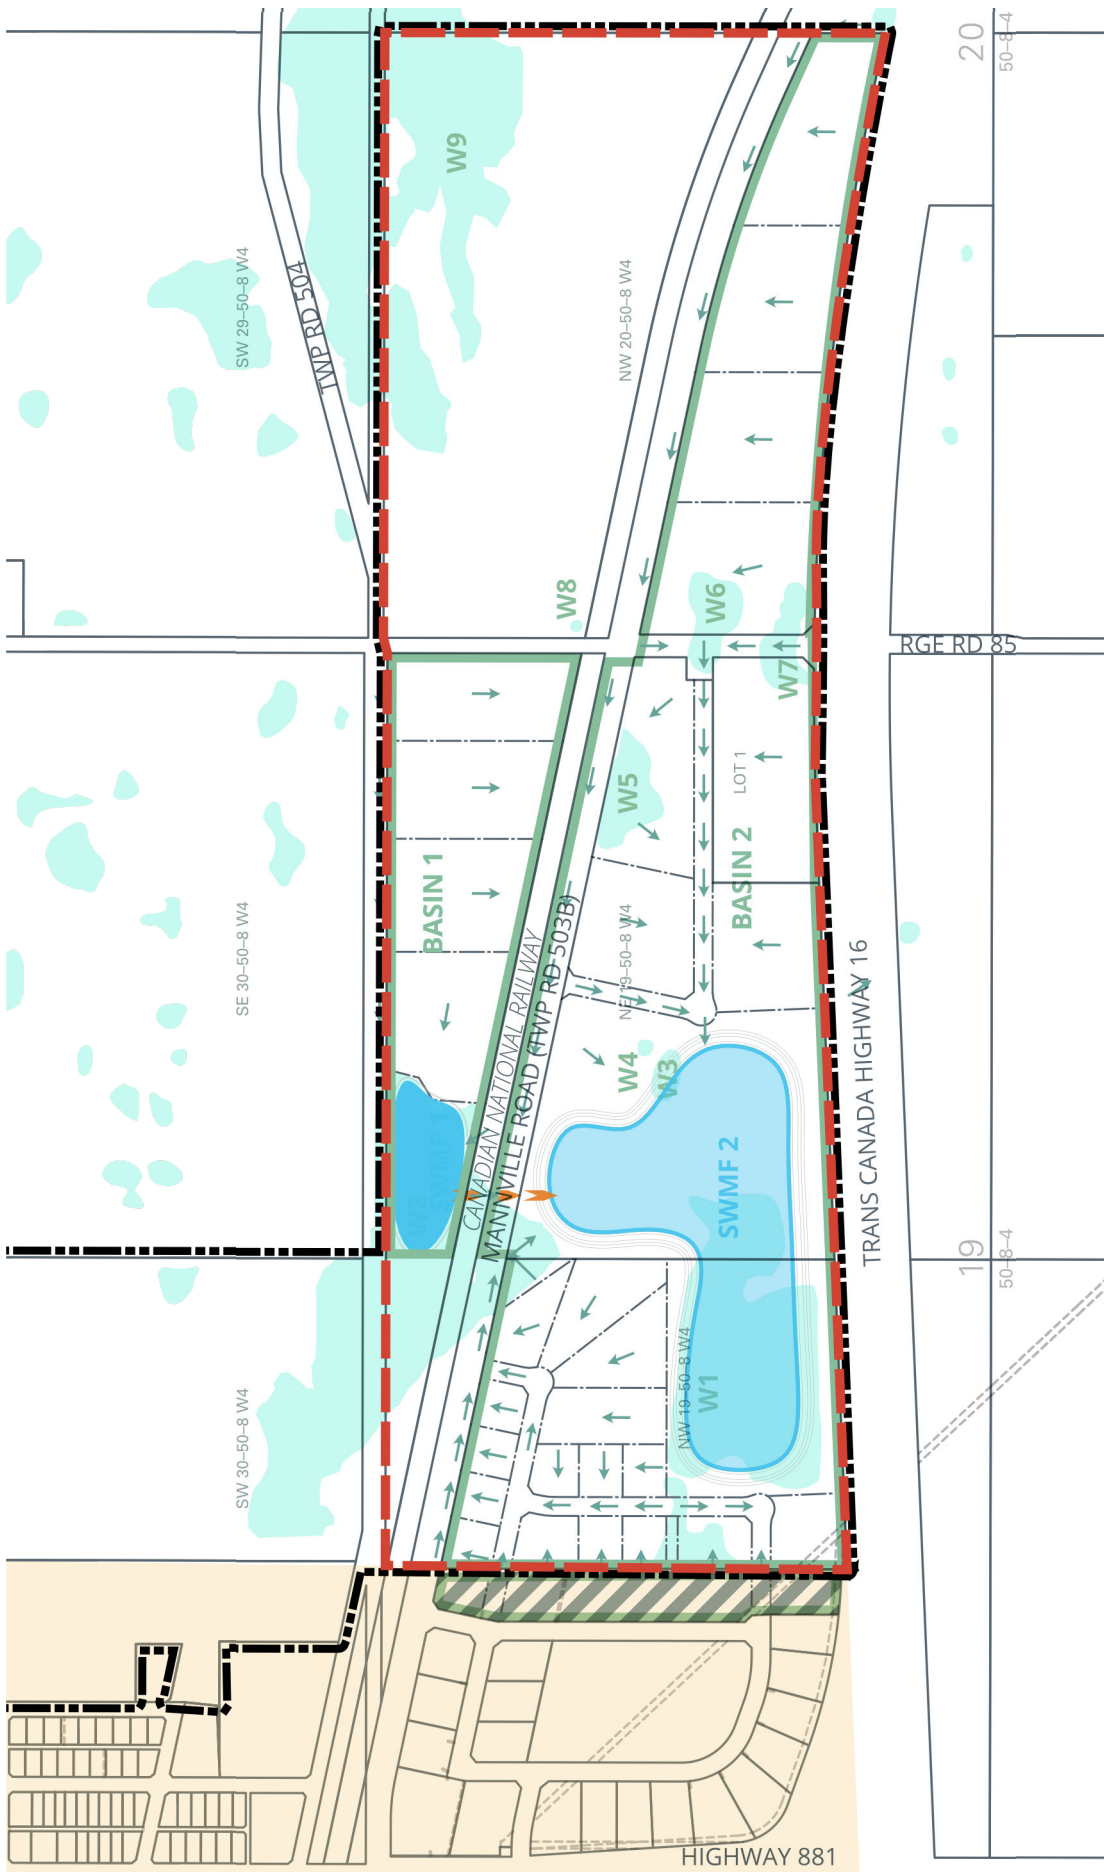 20
50–8–4
W9
SW 29–50–8 W4
TWP RD 504
NW 20–50–8 W4
W8
W6
RGE RD 85
W7
W5
LOT 1
BASIN 1
BASIN 2
SE 30–50–8 W4
NE 19–50–8 W4
CANADIAN NATIONAL RAILWAY
MANNVILLE ROAD (TWP RD 503B)
TRANS CANADA HIGHWAY 16
W4
W3
W2
SWMF 1
SWMF 2
19
50–8–4
SW 30–50–8 W4
NW 19–50–8 W4
W1
HIGHWAY 881